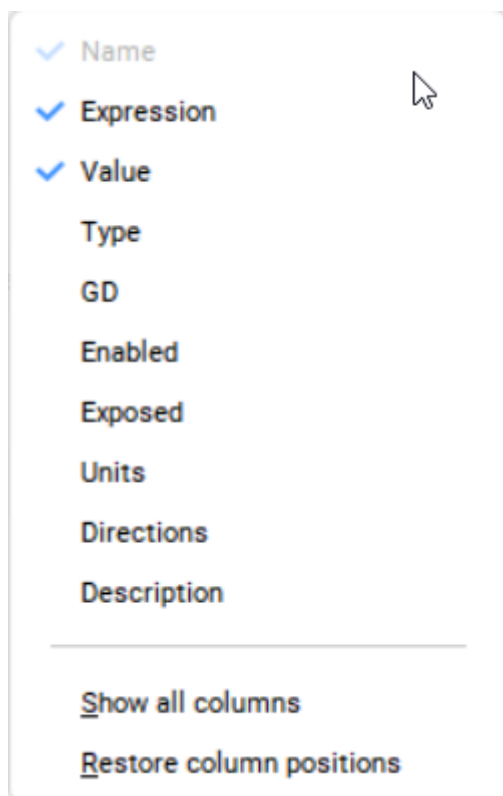 Name
Expression
Value
Type
GD
Enabled
Exposed
Units
Directions
Description
Show all columns
Restore column positions